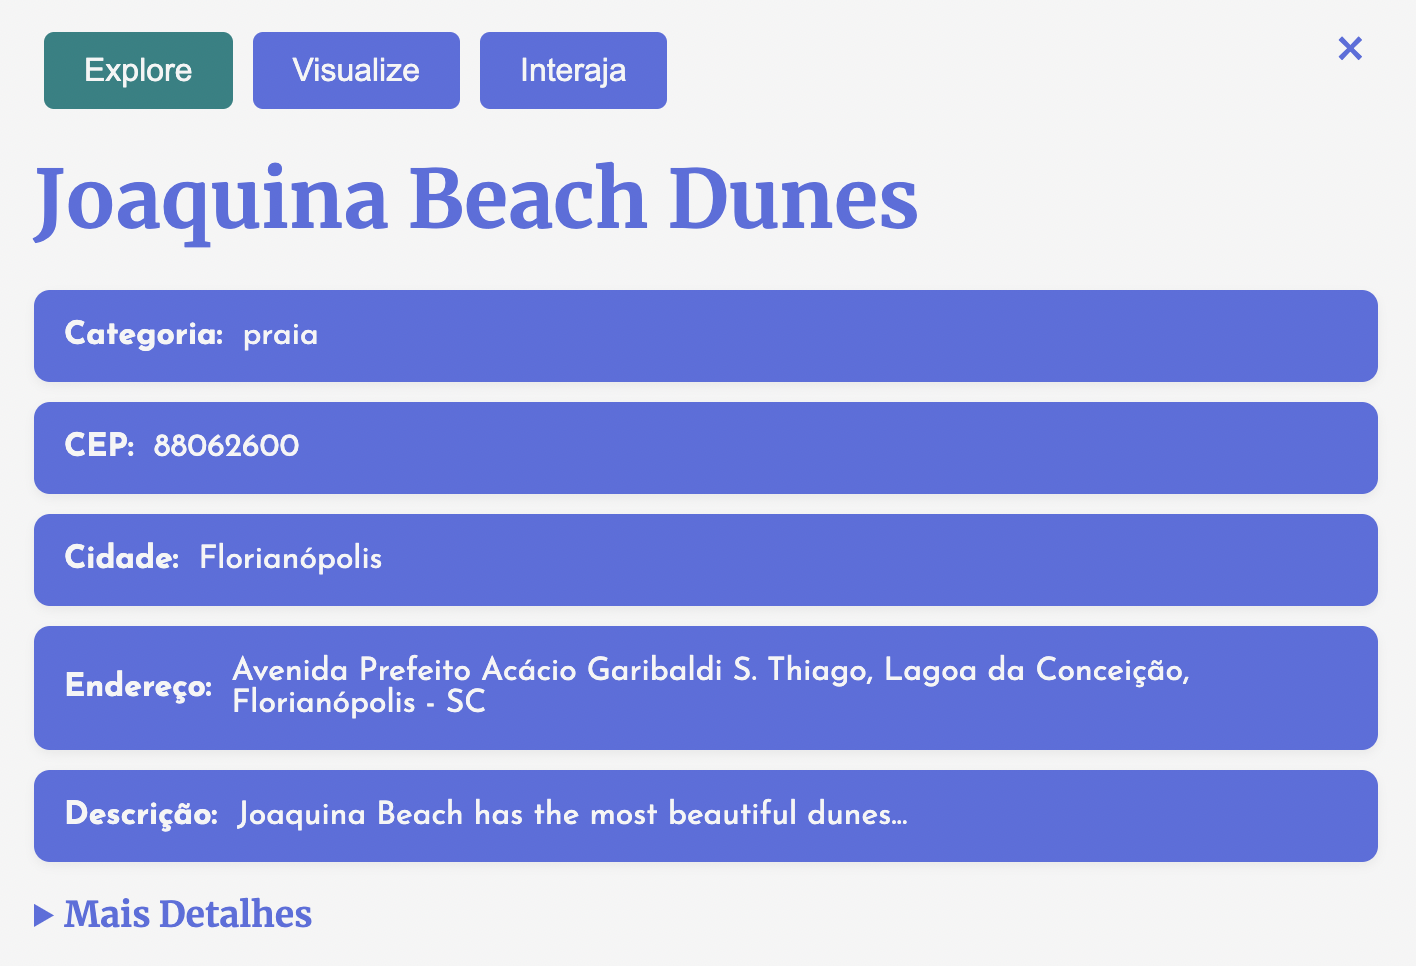 Explore Visualize Interaja ×
Joaquina Beach Dunes
Categoria: praia
CEP: 88062600
Cidade: Florianópolis
Endereço: Avenida Prefeito Acácio Garibaldi S. Thiago, Lagoa da Conceição,
Florianópolis - SC
Descrição: Joaquina Beach has the most beautiful dunes...
Mais Detalhes